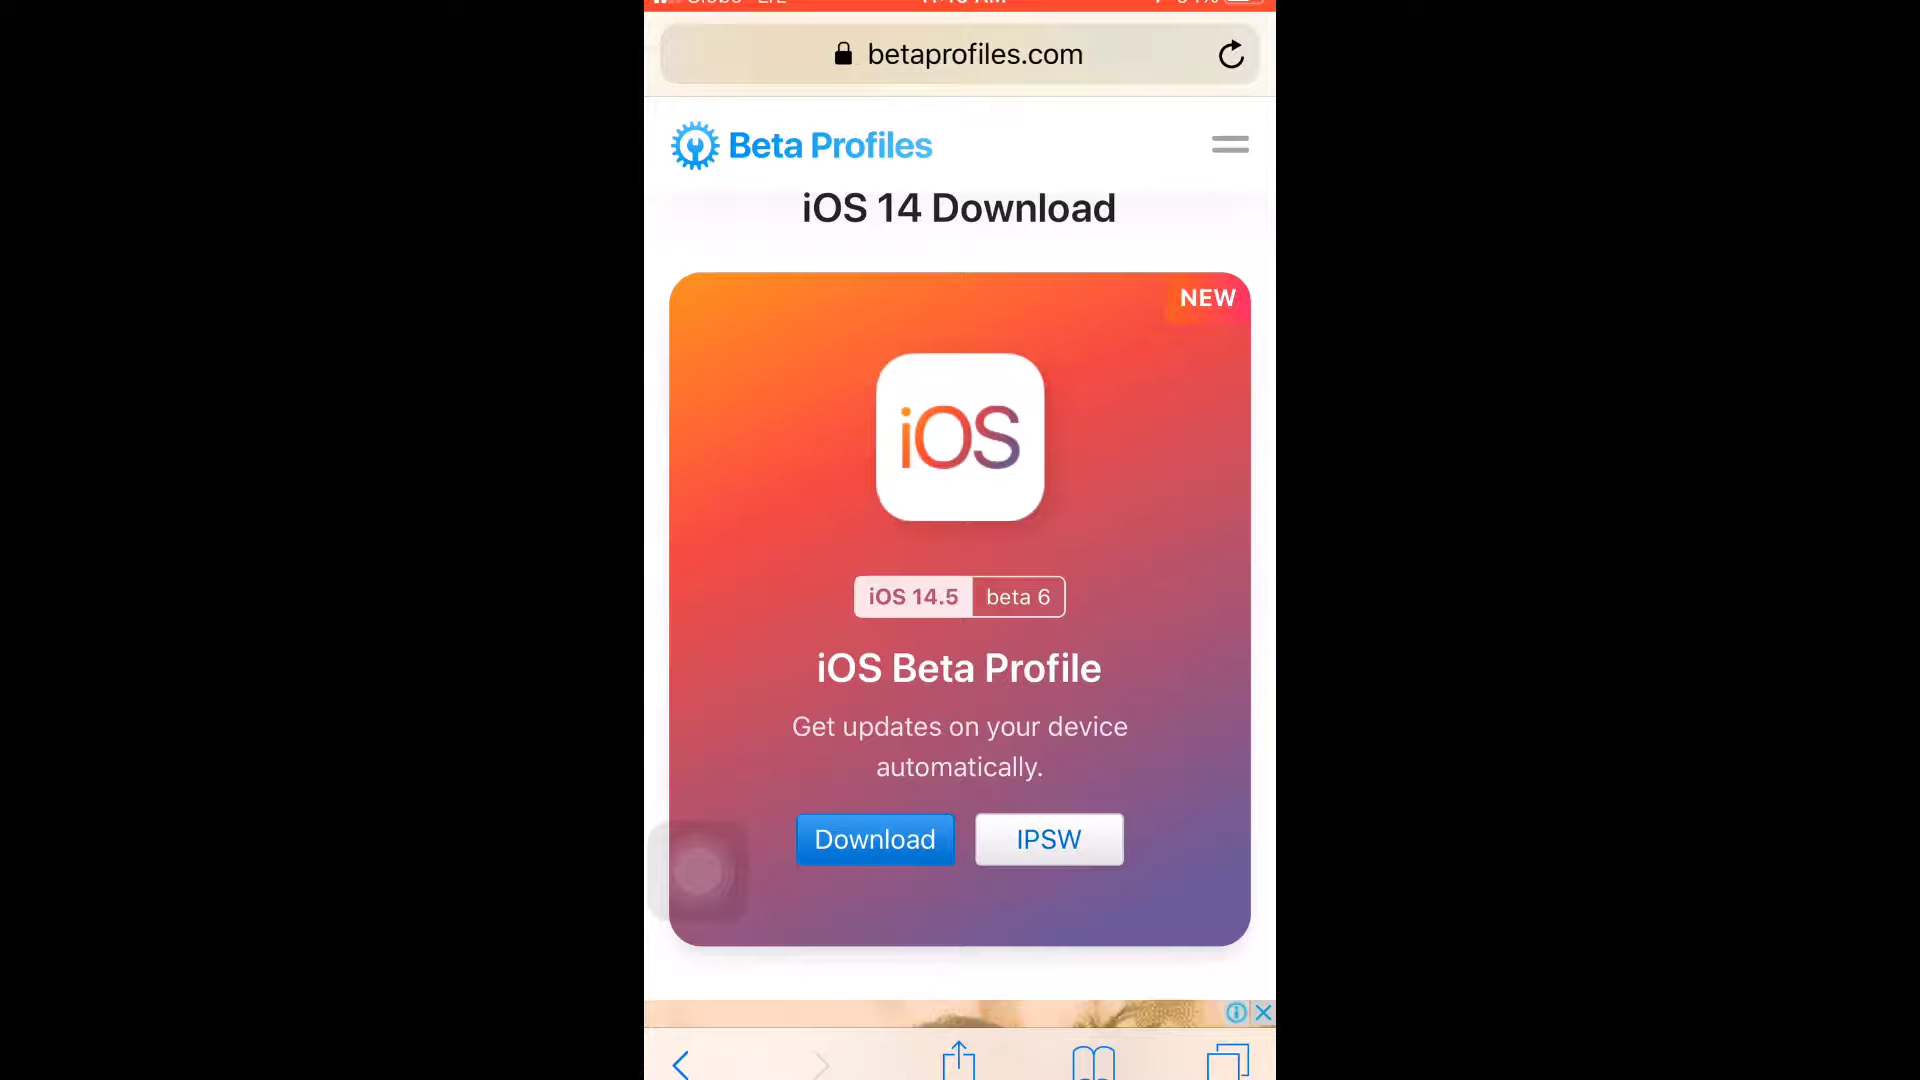 betaprofiles.com
Beta Profiles
iOS 14 Download
NEW
iOS
iOS 14.5 beta 6
iOS Beta Profile
Get updates on your device
automatically.
Download IPSW